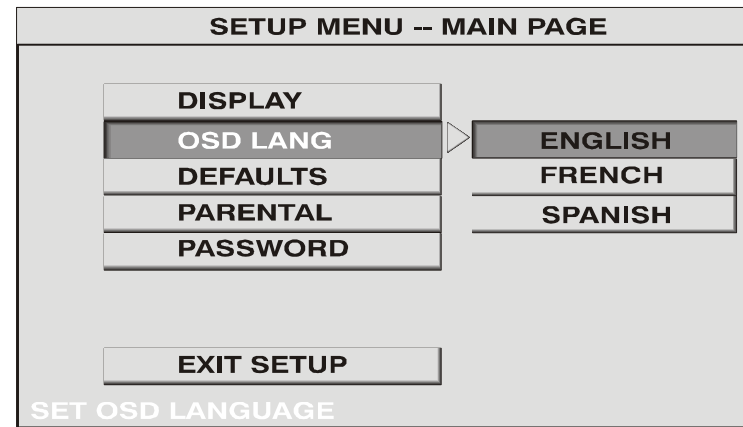 SETUP MENU -- MAIN PAGE
DISPLAY
OSD LANG
DEFAULTS
PARENTAL
PASSWORD
ENGLISH
FRENCH
SPANISH
EXIT SETUP
SET OSD LANGUAGE